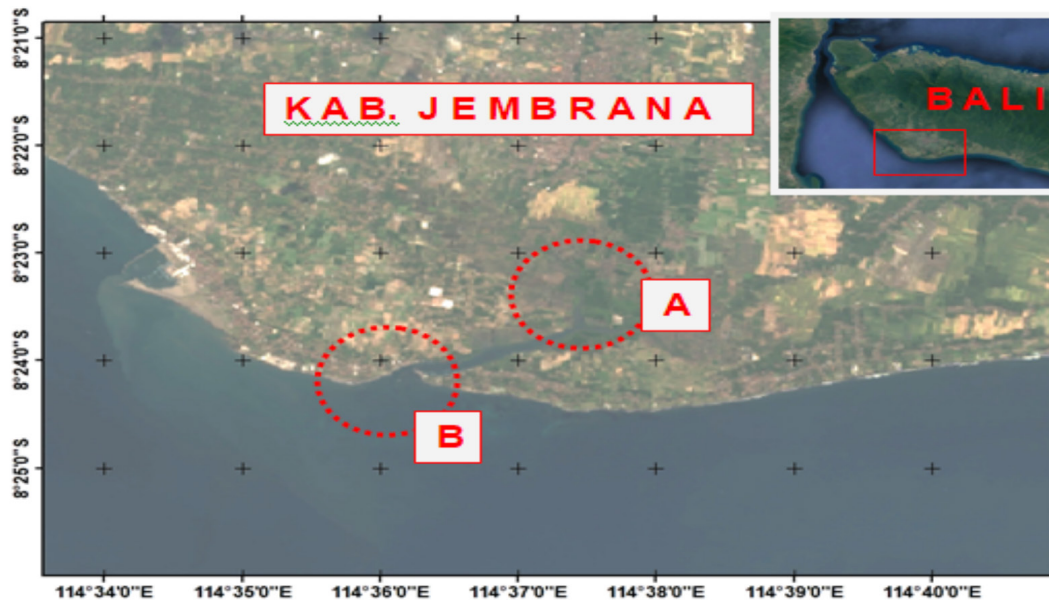 KAB. JEMBRANA
BALI
A
B
8°21'0"S
8°22'0"S
8°23'0"S
8°24'0"S
8°25'0"S
114°34'0"E
114°35'0"E
114°36'0"E
114°37'0"E
114°38'0"E
114°39'0"E
114°40'0"E